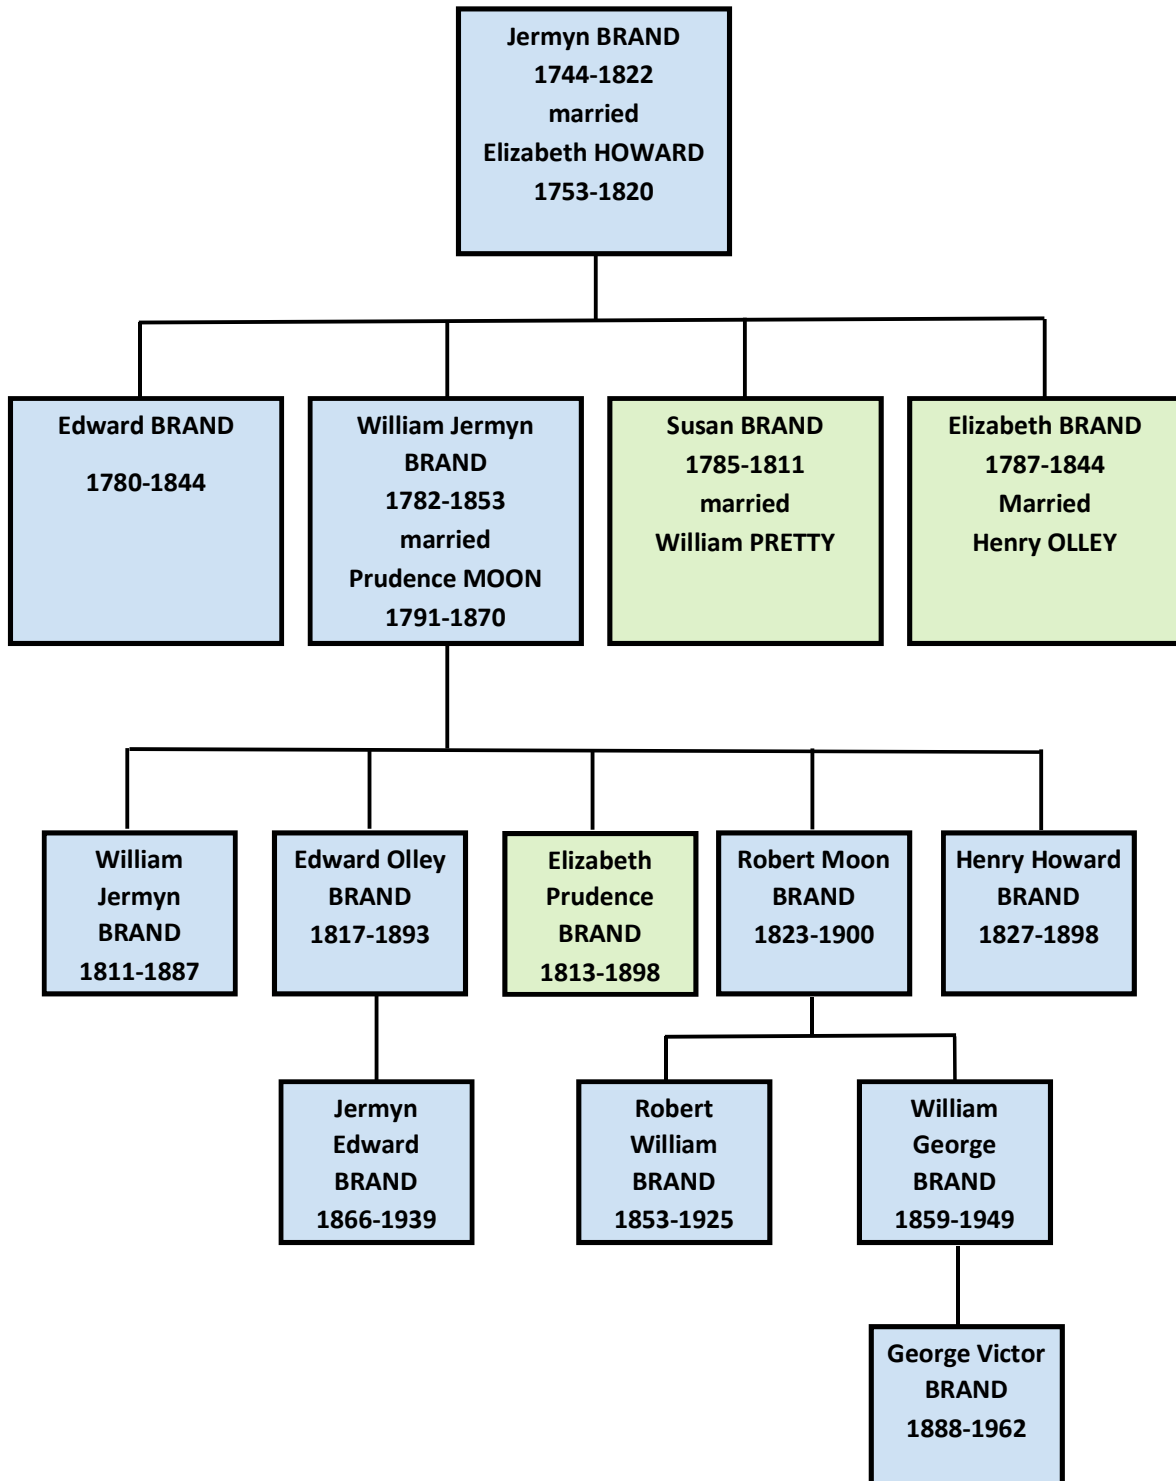 Jermyn BRAND
1744-1822
married
Elizabeth HOWARD
1753-1820
Edward BRAND
1780-1844
William Jermyn
BRAND
1782-1853
married
Prudence MOON
1791-1870
Susan BRAND
1785-1811
married
William PRETTY
Elizabeth BRAND
1787-1844
Married
Henry OLLEY
William
Jermyn
BRAND
1811-1887
Edward Olley
BRAND
1817-1893
Elizabeth
Prudence
BRAND
1813-1898
Robert Moon
BRAND
1823-1900
Henry Howard
BRAND
1827-1898
Jermyn
Edward
BRAND
1866-1939
Robert
William
BRAND
1853-1925
William
George
BRAND
1859-1949
George Victor
BRAND
1888-1962